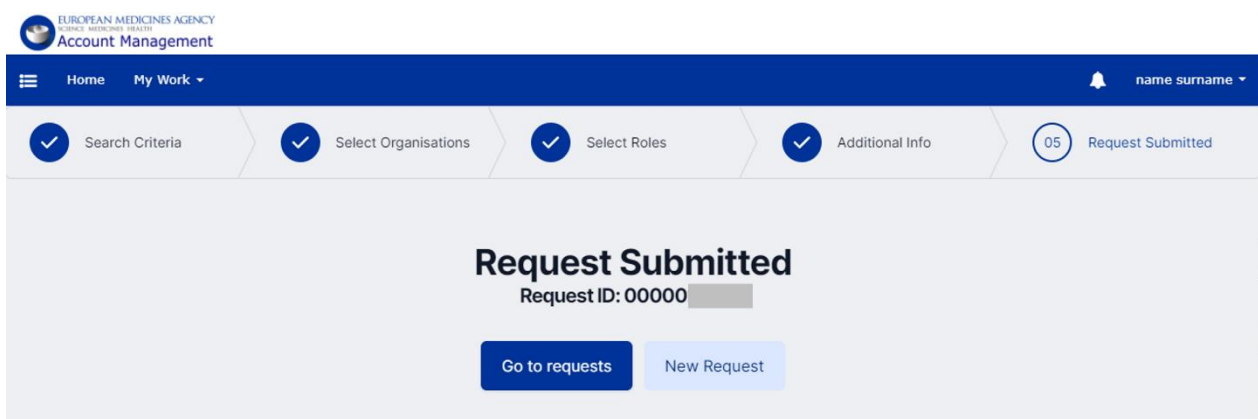 EUROPEAN MEDICINES AGENCY
SCIENCE MEDICINES HEALTH
Account Management
Home My Work name surname
Search Criteria Select Organisations Select Roles Additional Info 05 Request Submitted
Request Submitted
Request ID: 00000
Go to requests New Request